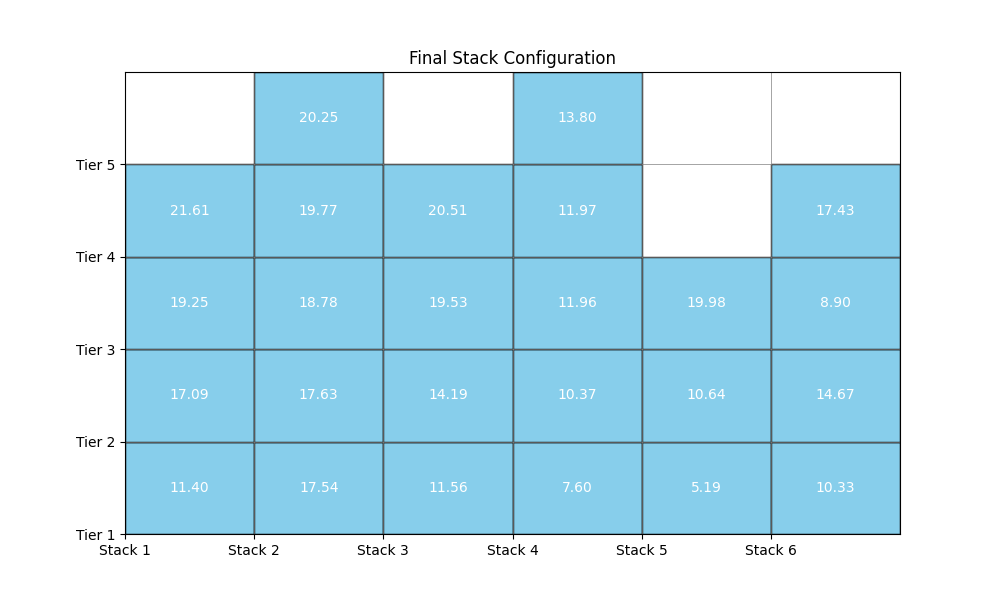 Final Stack Configuration
20.25 13.80
Tier 5
21.61 19.77 20.51 11.97 17.43
Tier 4
19.25 18.78 19.53 11.96 19.98 8.90
Tier 3
17.09 17.63 14.19 10.37 10.64 14.67
Tier 2
11.40 17.54 11.56 7.60 5.19 10.33
Tier 1
Stack 1 Stack 2 Stack 3 Stack 4 Stack 5 Stack 6